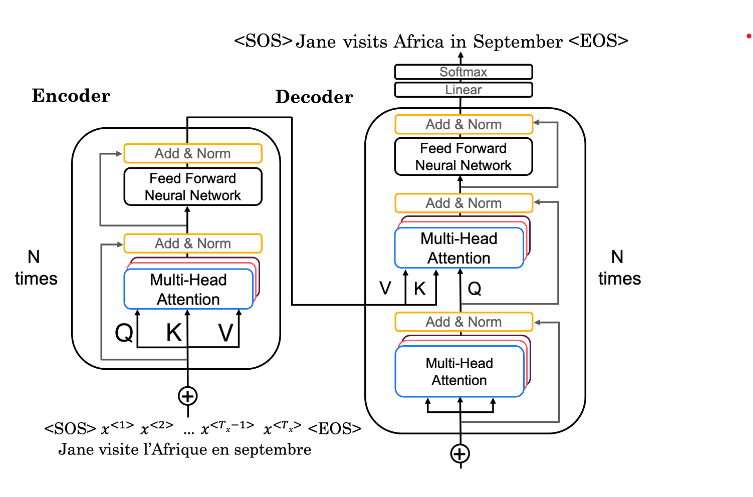 <SOS> Jane visits Africa in September <EOS>
Softmax
Linear
Encoder
Decoder
Add & Norm
Feed Forward
Neural Network
Add & Norm
Multi-Head
Attention
Q K V
N
times
<SOS> x<1> x<2> … x<Tx−1> x<Tx> <EOS>
Jane visite l’Afrique en septembre
Add & Norm
Feed Forward
Neural Network
Add & Norm
Multi-Head
Attention
V K Q
N
times
Add & Norm
Multi-Head
Attention